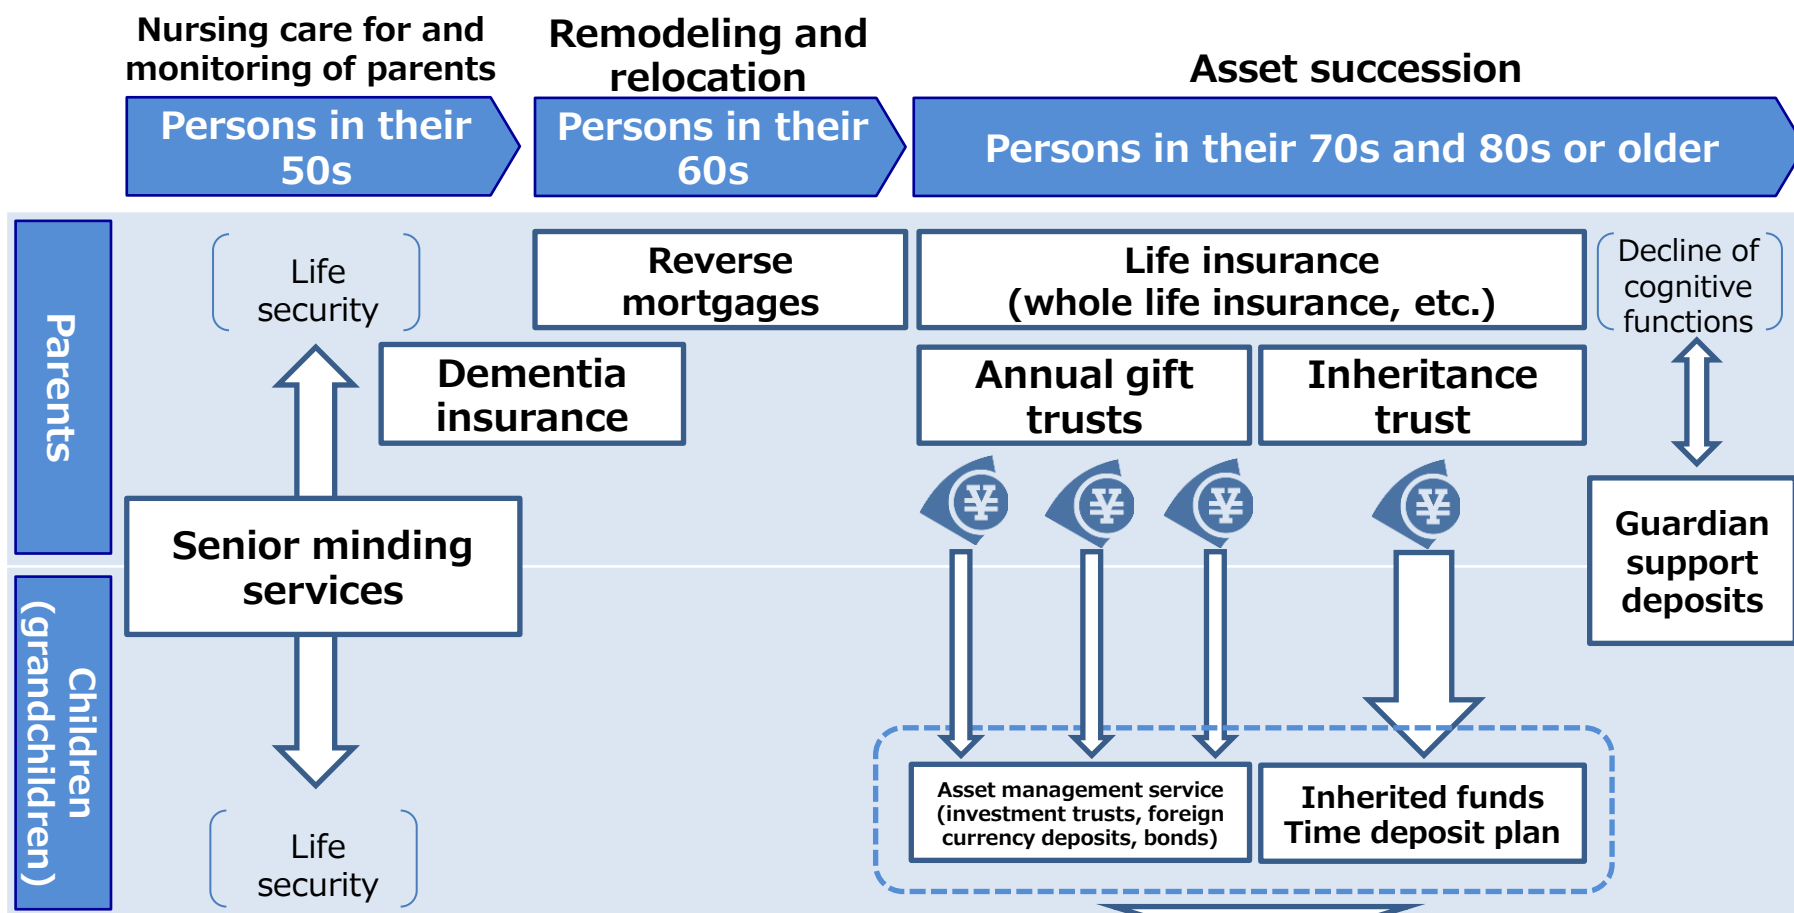 Nursing care for and
monitoring of parents
Remodeling and
relocation
Asset succession
Persons in their
50s
Persons in their
60s
Persons in their 70s and 80s or older
Parents
Life
security
Reverse
mortgages
Life insurance
(whole life insurance, etc.)
Decline of
cognitive
functions
Dementia
insurance
Annual gift
trusts
Inheritance
trust
¥
¥
¥
¥
Senior minding
services
Guardian
support
deposits
Children
(grandchildren)
Asset management service
(investment trusts, foreign
currency deposits, bonds)
Inherited funds
Time deposit plan
Life
security